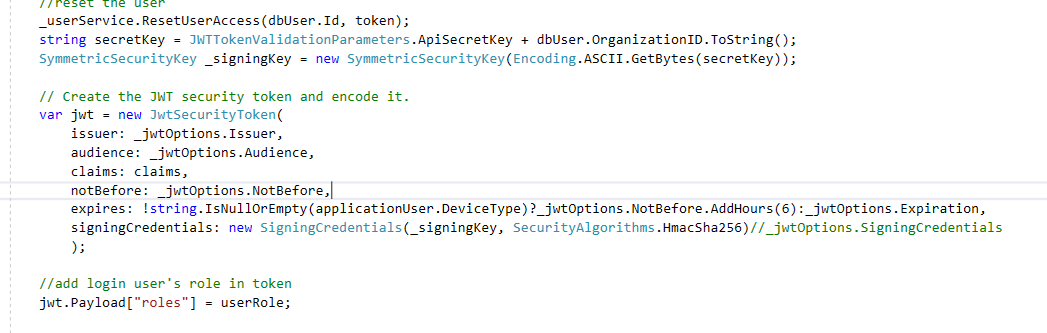 //reset the user
_userService.ResetUserAccess(dbUser.Id, token);
string secretKey = JWTTokenValidationParameters.ApiSecretKey + dbUser.OrganizationID.ToString();
SymmetricSecurityKey _signingKey = new SymmetricSecurityKey(Encoding.ASCII.GetBytes(secretKey));
// Create the JWT security token and encode it.
var jwt = new JwtSecurityToken(
issuer: _jwtOptions.Issuer,
audience: _jwtOptions.Audience,
claims: claims,
notBefore: _jwtOptions.NotBefore,
expires: !string.IsNullOrEmpty(applicationUser.DeviceType)?_jwtOptions.NotBefore.AddHours(6):_jwtOptions.Expiration,
signingCredentials: new SigningCredentials(_signingKey, SecurityAlgorithms.HmacSha256)//_jwtOptions.SigningCredentials
);
//add login user's role in token
jwt.Payload["roles"] = userRole;